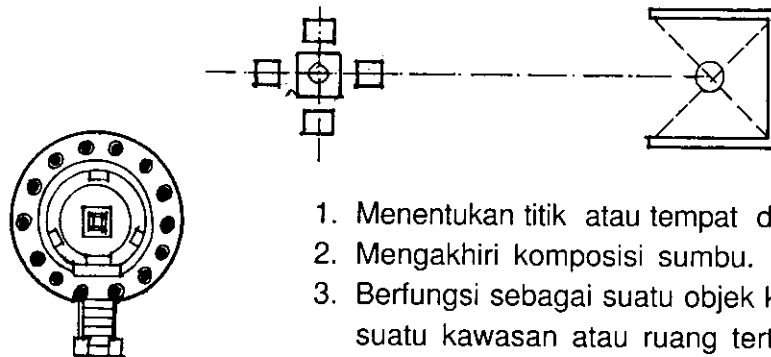 1. Menentukan titik atau tempat
2. Mengakhiri komposisi sumbu.
3. Berfungsi sebagai suatu objek
suatu kawasan atau ruang